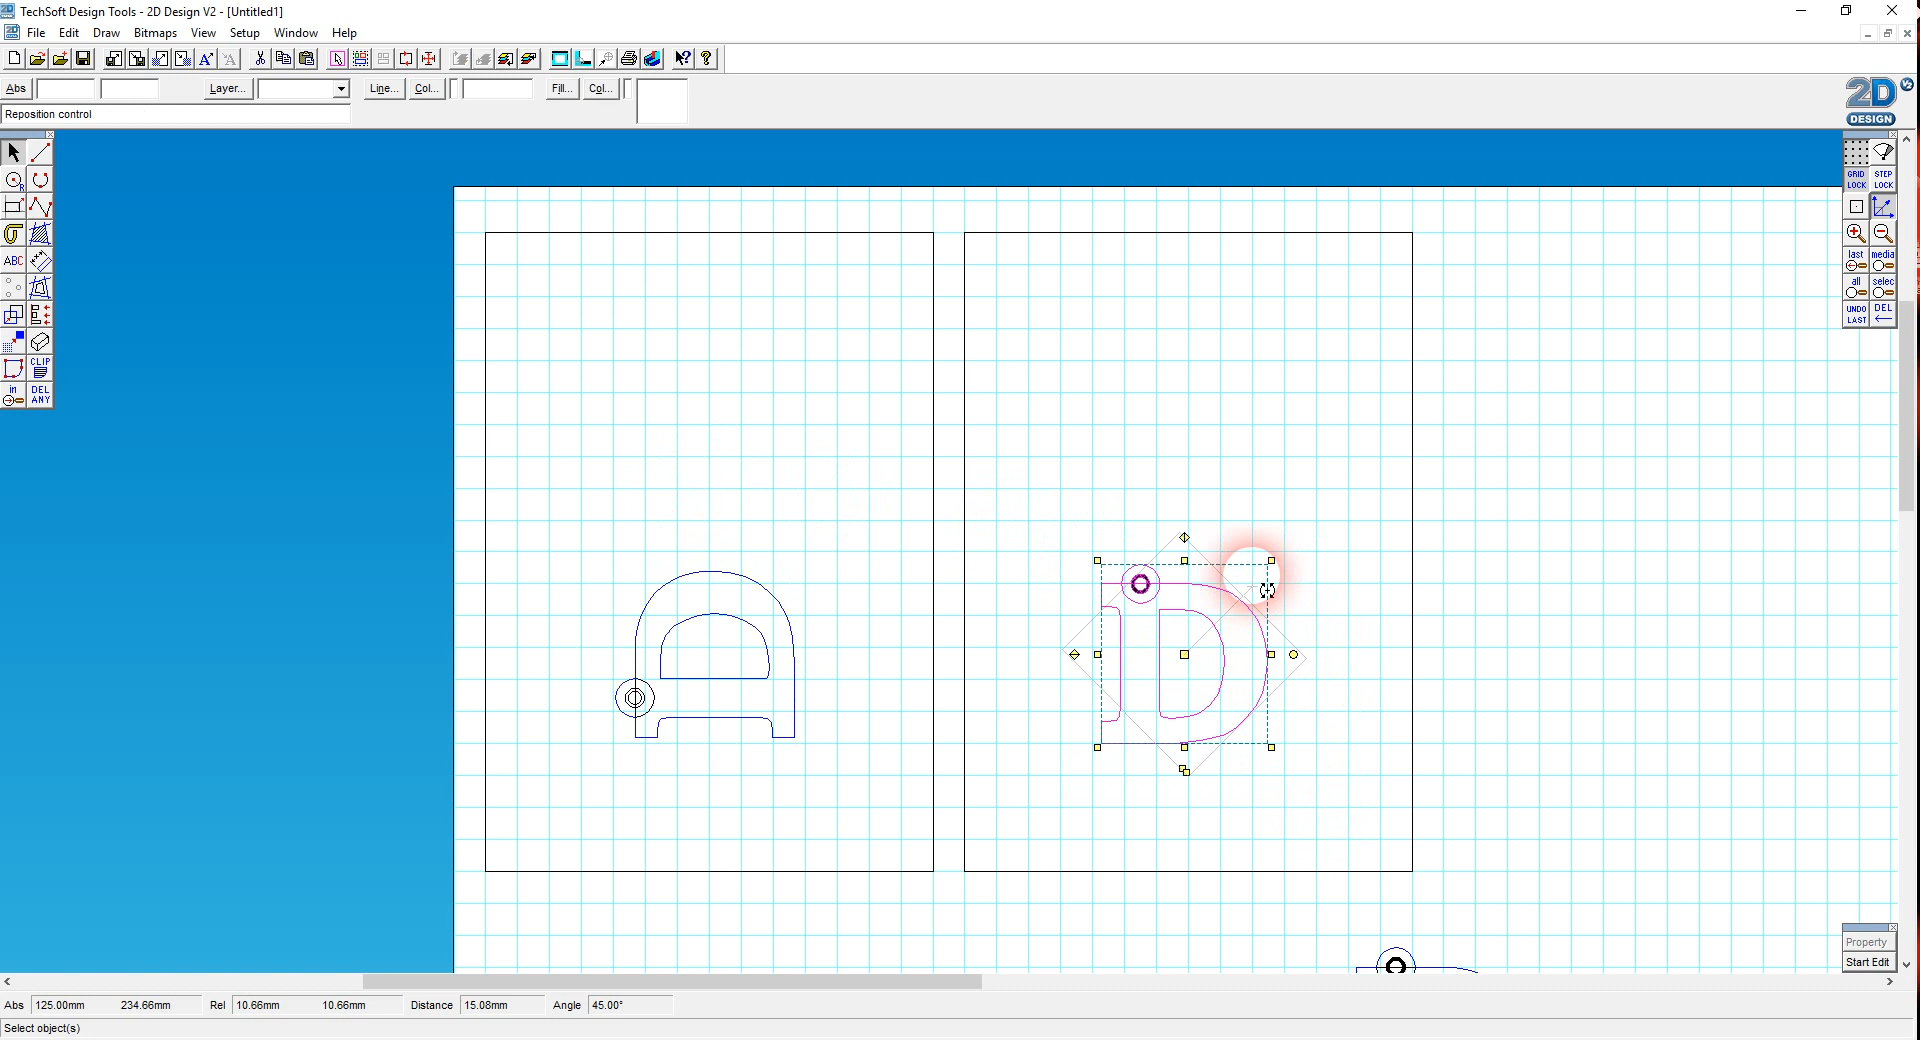 TechSoft Design Tools - 2D Design V2 - [Untitled1]
File Edit Draw Bitmaps View Setup Window Help
Abs Layer... Line... Col... Fill... Col...
Reposition control
2D V2
DESIGN
GRID LOCK STEP LOCK
last media
all selec
UNDO LAST DEL
R
ABC
CLIP
in DEL ANY
D
Property
Start Edit
Abs 125.00mm 234.66mm Rel 10.66mm 10.66mm Distance 15.08mm Angle 45.00°
Select object(s)